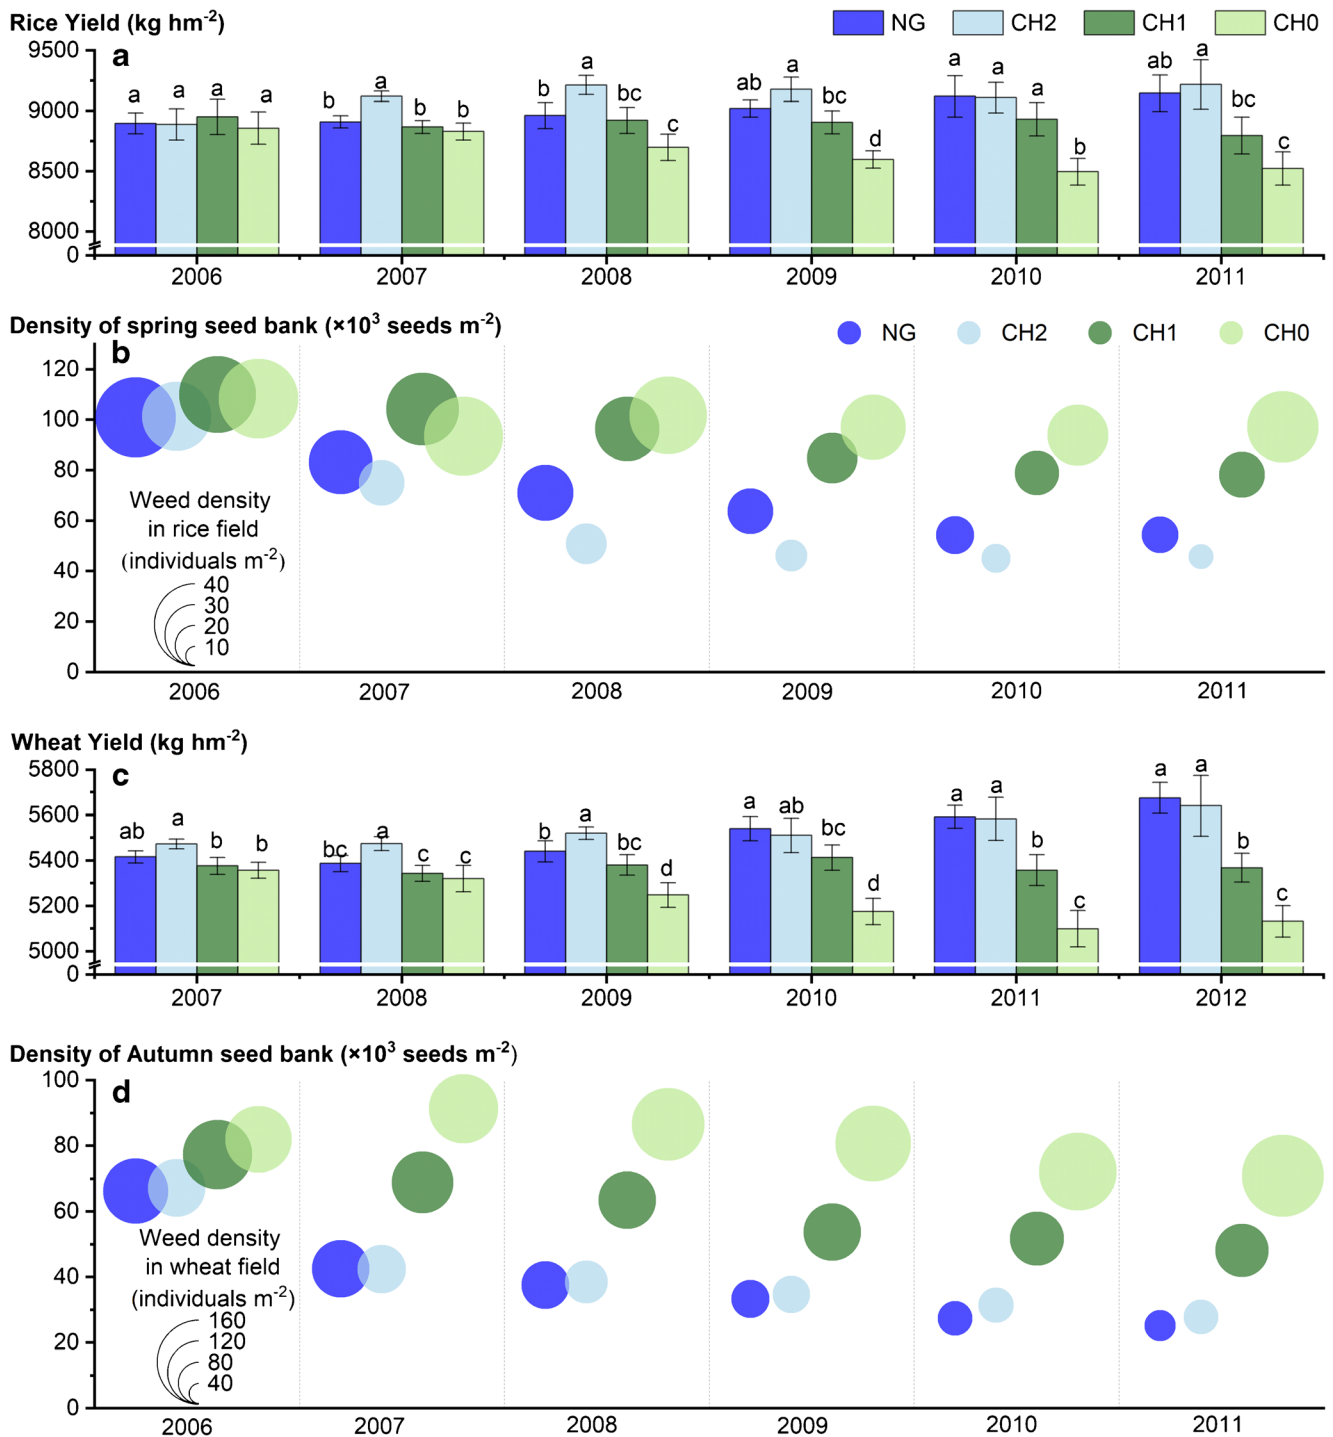 Rice Yield (kg hm⁻²)
NG CH2 CH1 CH0
a
9500
9000
8500
8000
0
a a a a
b a b b
b a bc c
ab a bc d
a a a b
ab a bc c
2006 2007 2008 2009 2010 2011
Density of spring seed bank (×10³ seeds m⁻²)
NG CH2 CH1 CH0
b
120
100
80
60
40
20
0
Weed density
in rice field
(individuals m⁻²)
40
30
20
10
2006 2007 2008 2009 2010 2011
Wheat Yield (kg hm⁻²)
c
5800
5600
5400
5200
5000
0
ab a b b
bc a c c
b a bc d
a ab bc d
a a b c
a a b c
2007 2008 2009 2010 2011 2012
Density of Autumn seed bank (×10³ seeds m⁻²)
d
100
80
60
40
20
0
Weed density
in wheat field
(individuals m⁻²)
160
120
80
40
2006 2007 2008 2009 2010 2011